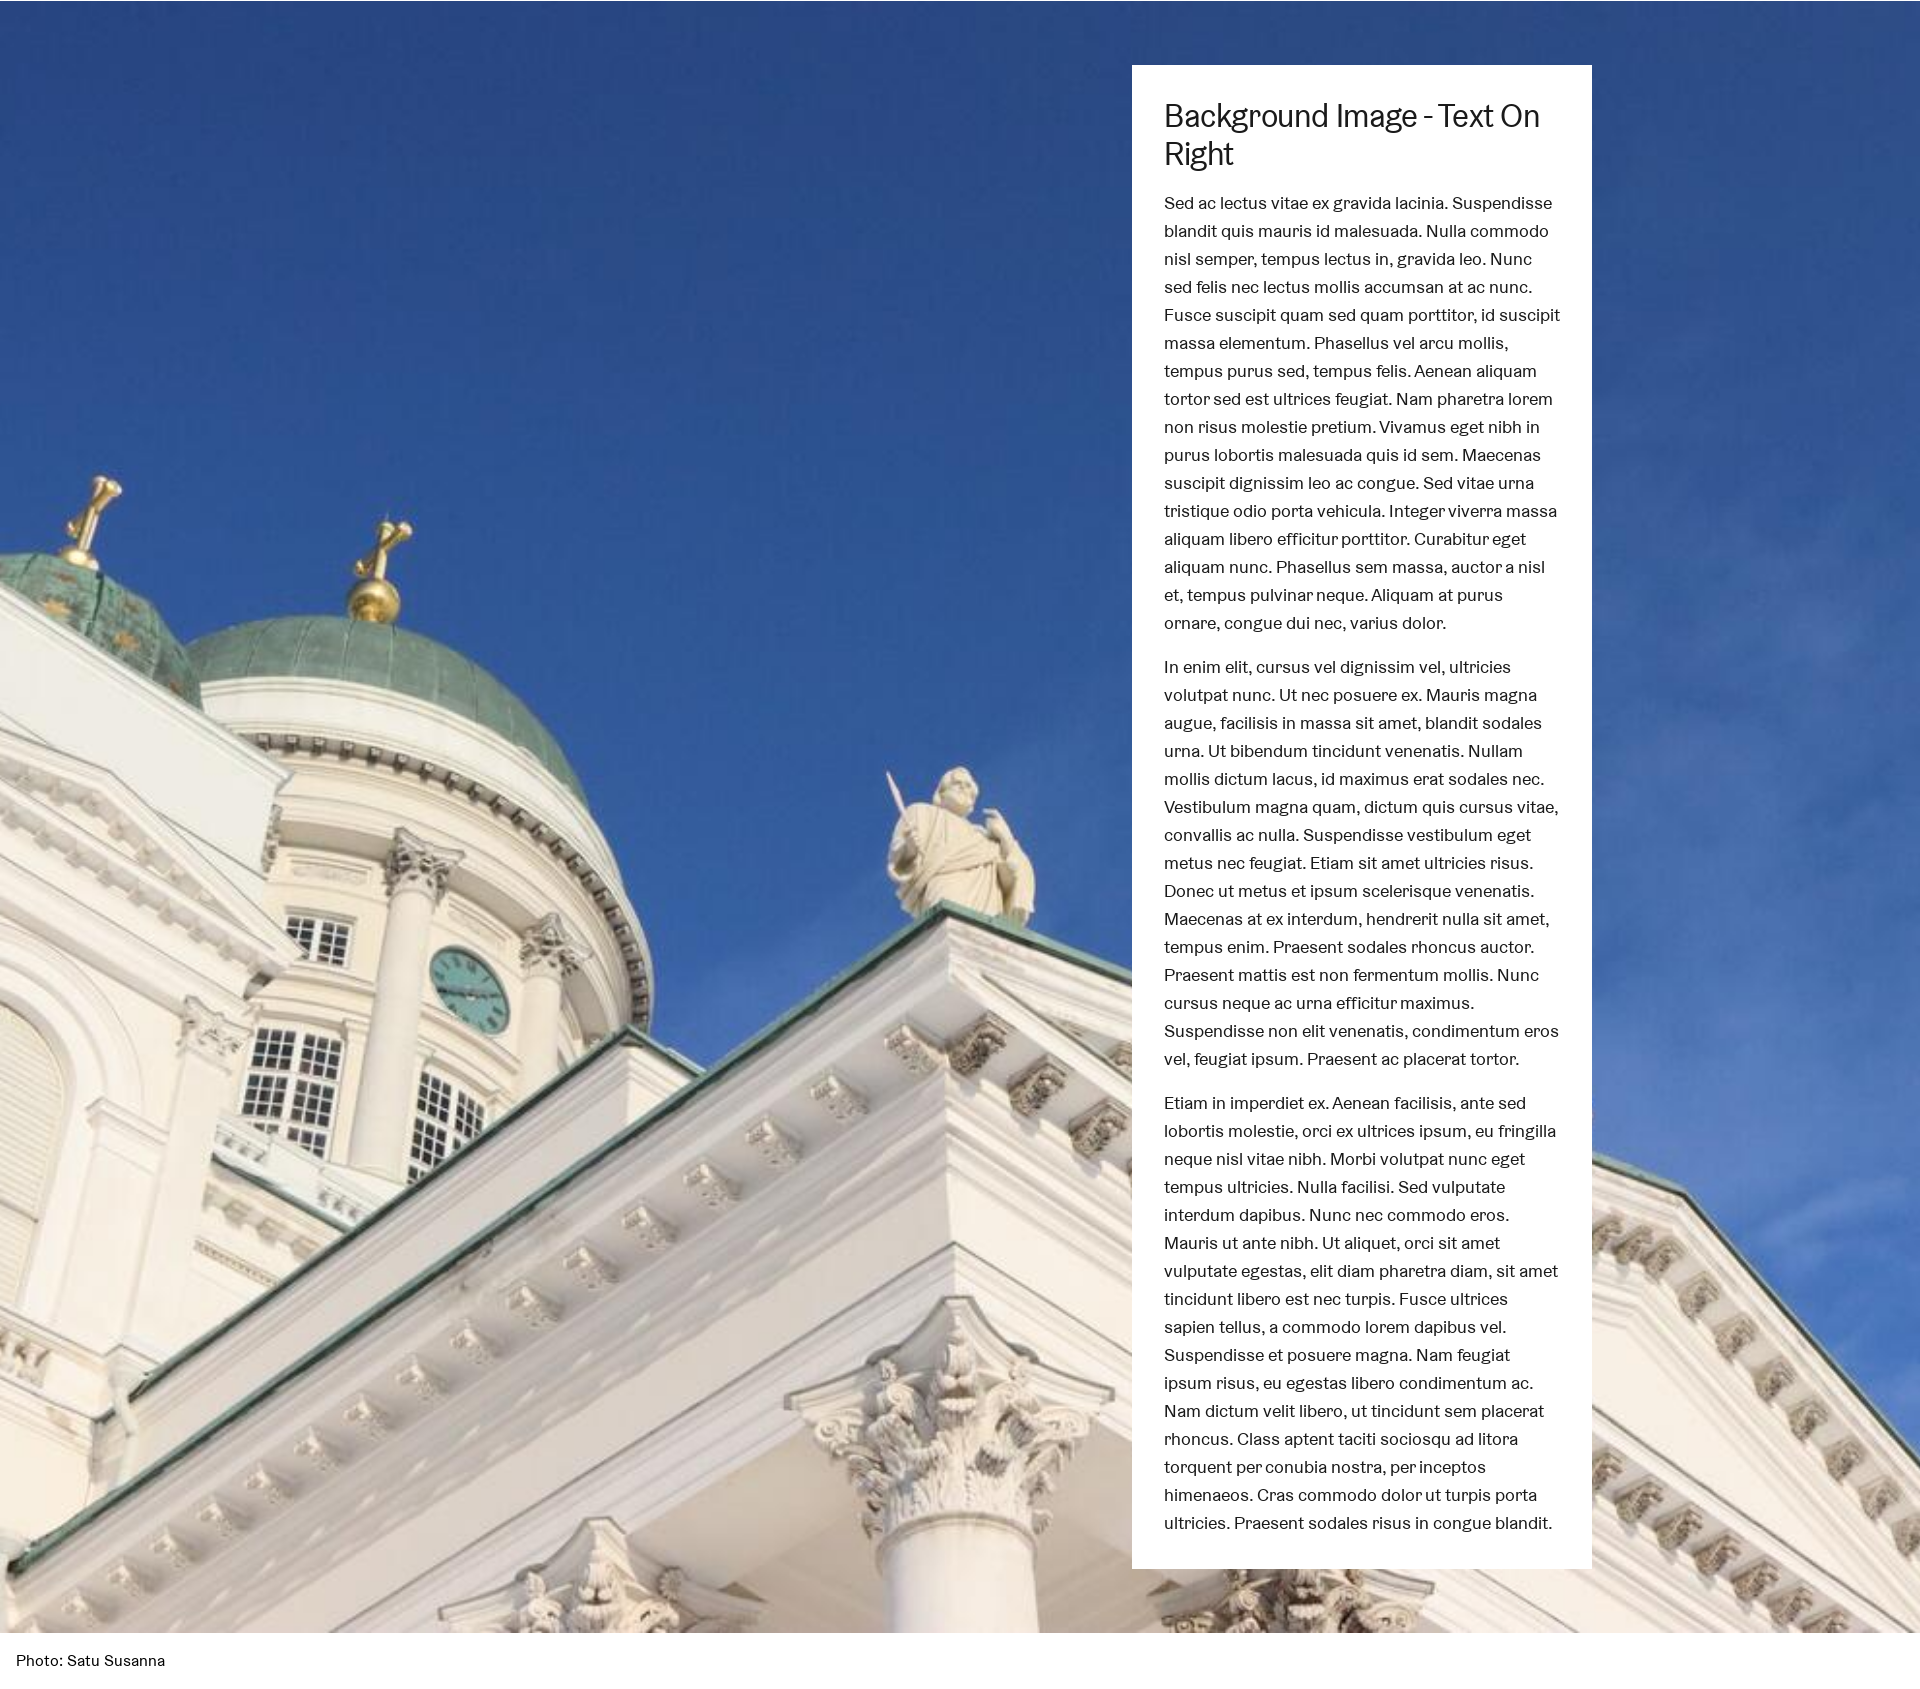 Background Image - Text On
Right
Sed ac lectus vitae ex gravida lacinia. Suspendisse
blandit quis mauris id malesuada. Nulla commodo
nisl semper, tempus lectus in, gravida leo. Nunc
sed felis nec lectus mollis accumsan at ac nunc.
Fusce suscipit quam sed quam porttitor, id suscipit
massa elementum. Phasellus vel arcu mollis,
tempus purus sed, tempus felis. Aenean aliquam
tortor sed est ultrices feugiat. Nam pharetra lorem
non risus molestie pretium. Vivamus eget nibh in
purus lobortis malesuada quis id sem. Maecenas
suscipit dignissim leo ac congue. Sed vitae urna
tristique odio porta vehicula. Integer viverra massa
aliquam libero efficitur porttitor. Curabitur eget
aliquam nunc. Phasellus sem massa, auctor a nisl
et, tempus pulvinar neque. Aliquam at purus
ornare, congue dui nec, varius dolor.
In enim elit, cursus vel dignissim vel, ultricies
volutpat nunc. Ut nec posuere ex. Mauris magna
augue, facilisis in massa sit amet, blandit sodales
urna. Ut bibendum tincidunt venenatis. Nullam
mollis dictum lacus, id maximus erat sodales nec.
Vestibulum magna quam, dictum quis cursus vitae,
convallis ac nulla. Suspendisse vestibulum eget
metus nec feugiat. Etiam sit amet ultricies risus.
Donec ut metus et ipsum scelerisque venenatis.
Maecenas at ex interdum, hendrerit nulla sit amet,
tempus enim. Praesent sodales rhoncus auctor.
Praesent mattis est non fermentum mollis. Nunc
cursus neque ac urna efficitur maximus.
Suspendisse non elit venenatis, condimentum eros
vel, feugiat ipsum. Praesent ac placerat tortor.
Etiam in imperdiet ex. Aenean facilisis, ante sed
lobortis molestie, orci ex ultrices ipsum, eu fringilla
neque nisl vitae nibh. Morbi volutpat nunc eget
tempus ultricies. Nulla facilisi. Sed vulputate
interdum dapibus. Nunc nec commodo eros.
Mauris ut ante nibh. Ut aliquet, orci sit amet
vulputate egestas, elit diam pharetra diam, sit amet
tincidunt libero est nec turpis. Fusce ultrices
sapien tellus, a commodo lorem dapibus vel.
Suspendisse et posuere magna. Nam feugiat
ipsum risus, eu egestas libero condimentum ac.
Nam dictum velit libero, ut tincidunt sem placerat
rhoncus. Class aptent taciti sociosqu ad litora
torquent per conubia nostra, per inceptos
himenaeos. Cras commodo dolor ut turpis porta
ultricies. Praesent sodales risus in congue blandit.
Photo: Satu Susanna